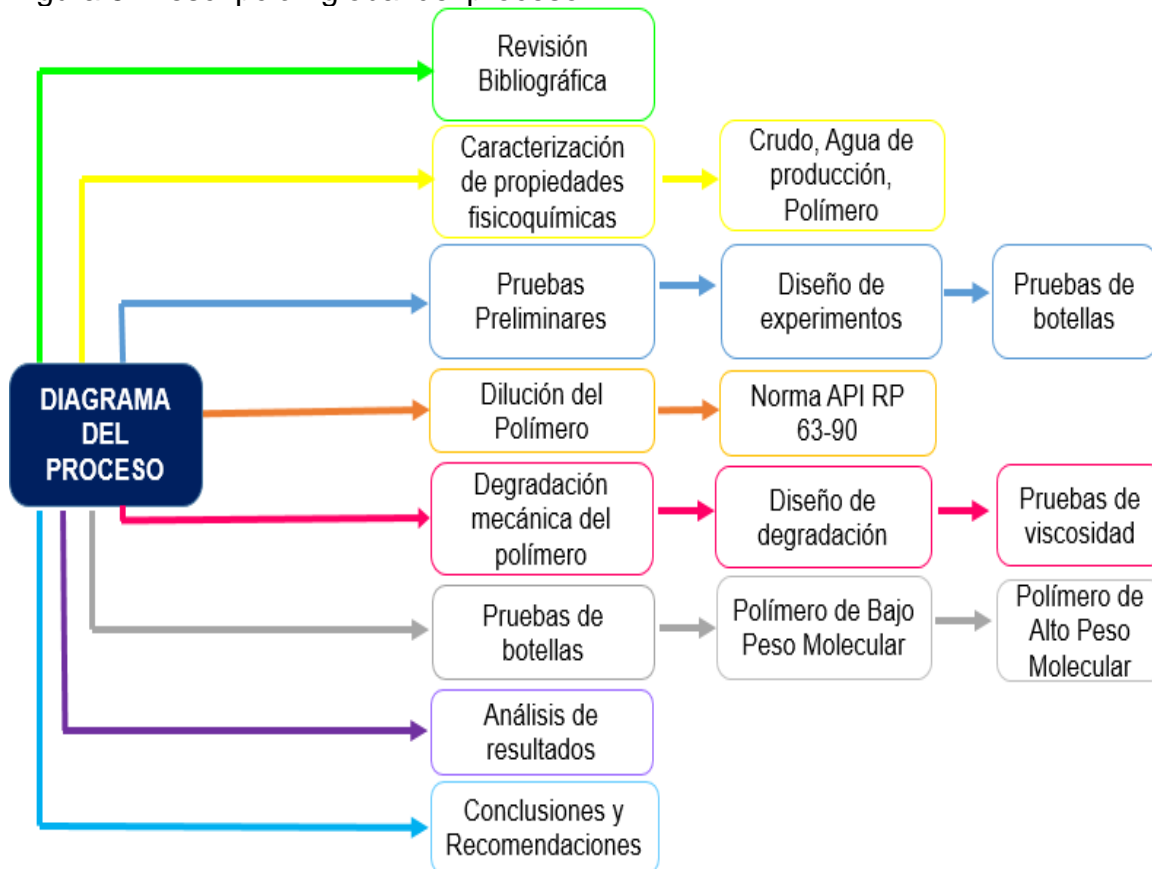 Revisión
Bibliográfica
Caracterización
de propiedades
fisicoquímicas
Crudo, Agua de
producción,
Polímero
Pruebas
Preliminares
Diseño de
experimentos
Pruebas de
botellas
DIAGRAMA
DEL
PROCESO
Dilución del
Polímero
Norma API RP
63-90
Degradación
mecánica del
polímero
Diseño de
degradación
Pruebas de
viscosidad
Pruebas de
botellas
Polímero de Bajo
Peso Molecular
Polímero de
Alto Peso
Molecular
Análisis de
resultados
Conclusiones y
Recomendaciones